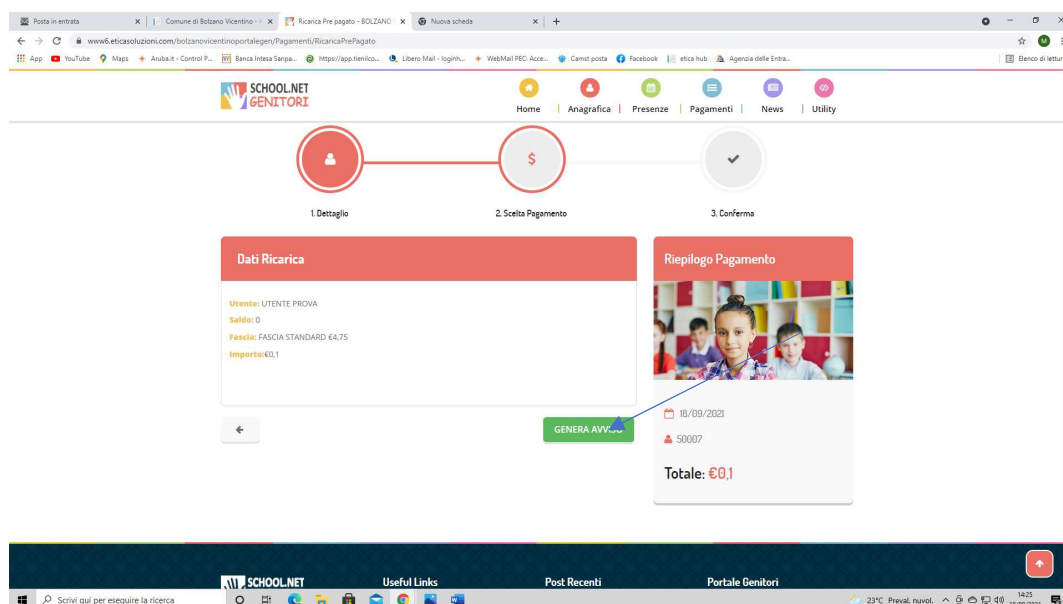 Posta in entrata
Comune di Bolzano Vicentino -
Ricarica Pre pagato - BOLZANO
Nuova scheda
www6.eticasoluzioni.com/bolzanovicentinoportalegen/Pagamenti/RicaricaPrePagato
M
App
YouTube
Maps
Aruba.it - Control P...
Banca Intesa Sanpa...
https://app.tienilco...
Libero Mail - loginh...
WebMail PEC: Acce...
Camst posta
Facebook
etica hub
Agenzia delle Entra...
Elenco di lettur
SCHOOL.NET
GENITORI
Home | Anagrafica | Presenze | Pagamenti | News | Utility
1. Dettaglio
2. Scelta Pagamento
3. Conferma
Dati Ricarica
Utente: UTENTE PROVA
Saldo: 0
Fascia: FASCIA STANDARD €4,75
Importo:€0,1
GENERA AVVISO
Riepilogo Pagamento
18/09/2021
50007
Totale: €0,1
SCHOOL.NET
Useful Links
Post Recenti
Portale Genitori
Scrivi qui per eseguire la ricerca
23°C Preval. nuvol.
14:25